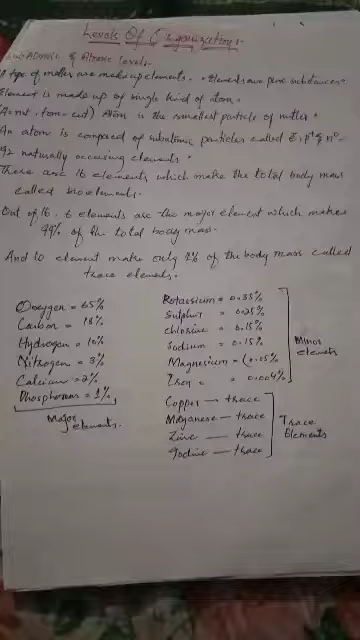 Levels Of Organization.
SubAtomic & Atomic levels.
All type of matter are made up elements. Elements are pure substances.
Element is made up of single kind of atom.
A=not, tom=cut) Atom is the smallest particle of matter.
An atom is composed of subatomic particles called e⁻, p⁺ & n⁰.
92 naturally occusing elements.
There are 16 elements which make the total body mass
called bioelements.
Out of 16, 6 elements are the major element which makes
99% of the total body mass.
And 10 element make only 1% of the body mass called
trace elements.
Oxygen = 65%
Carbon = 18%
Hydrogen = 10%
Nitrogen = 3%
Calcium = 2%
Phosphorous = 1%
Major elements.
Potassium = 0.35%
Sulphur = 0.25%
chlorine = 0.15%
Sodium = 0.15%
Magnesium = 0.05%
Iron = 0.004%
Minor elements
Copper — trace
Manganese — trace
Zinc — trace
Iodine — trace
Trace Elements